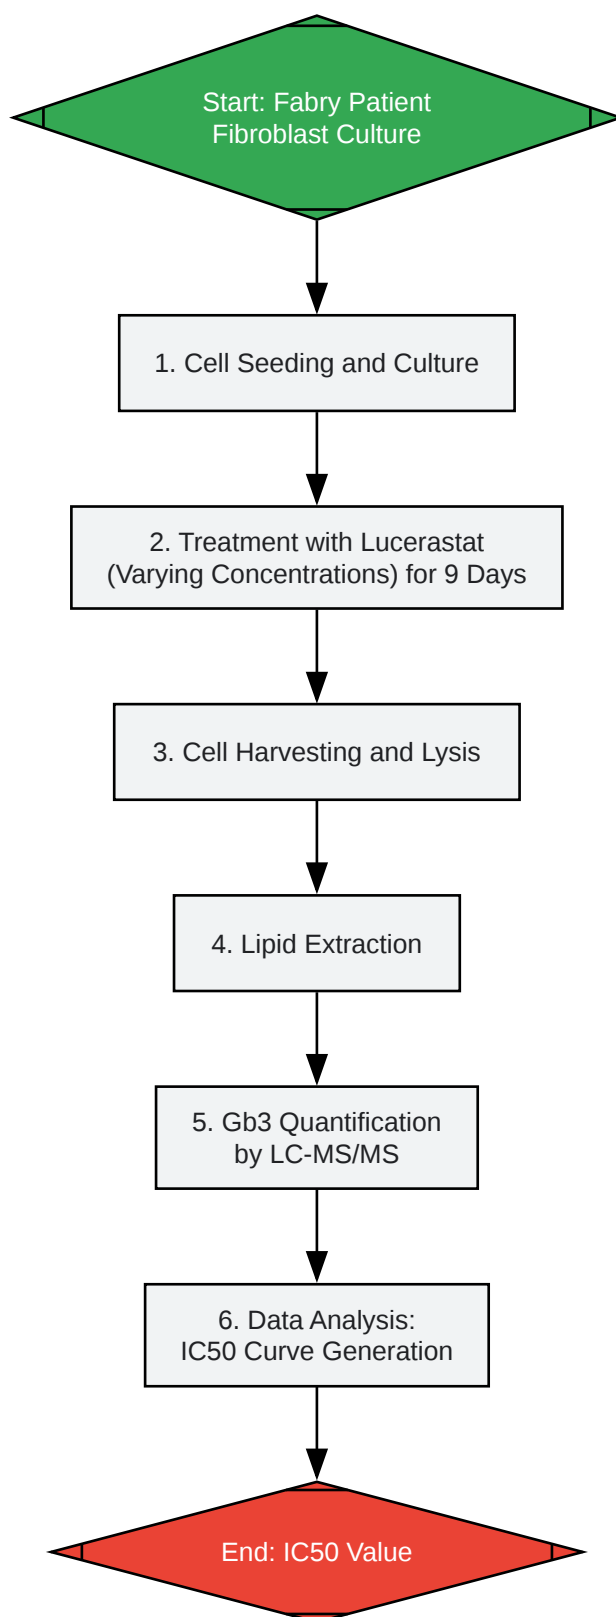 Start: Fabry Patient
Fibroblast Culture
1. Cell Seeding and Culture
2. Treatment with Lucerastat
(Varying Concentrations) for 9 Days
3. Cell Harvesting and Lysis
4. Lipid Extraction
5. Gb3 Quantification
by LC-MS/MS
6. Data Analysis:
IC50 Curve Generation
End: IC50 Value